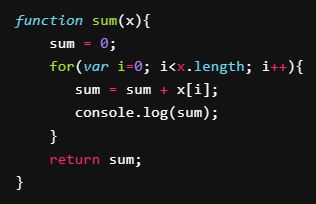 function sum(x){
    sum = 0;
    for(var i=0; i<x.length; i++){
       sum = sum + x[i];
       console.log(sum);
    }
    return sum;
}